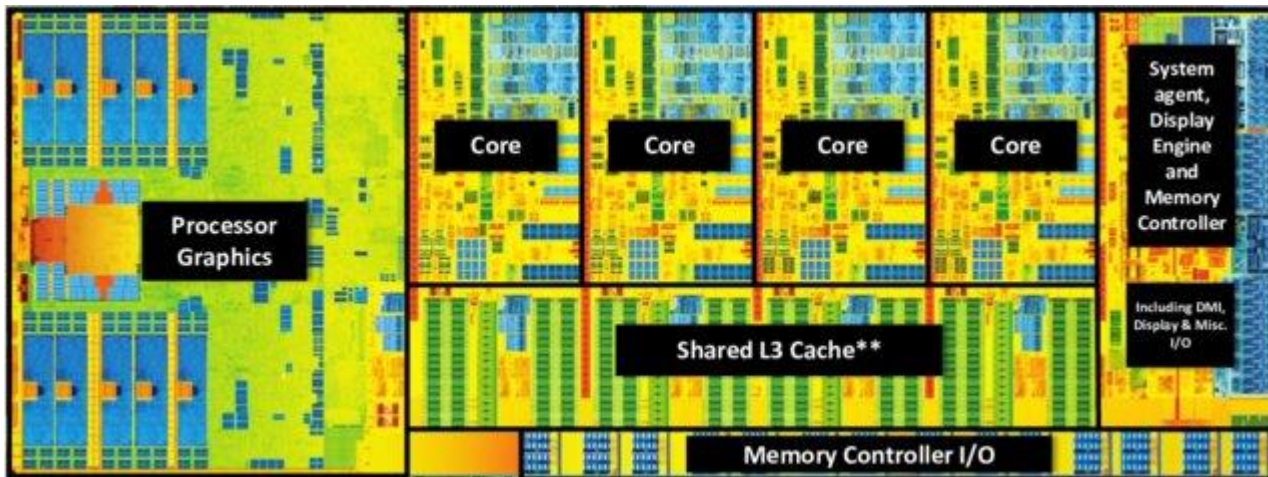 Processor
Graphics
Core
Core
Core
Core
System
agent,
Display
Engine
and
Memory
Controller
Including DMI,
Display & Misc.
I/O
Shared L3 Cache**
Memory Controller I/O